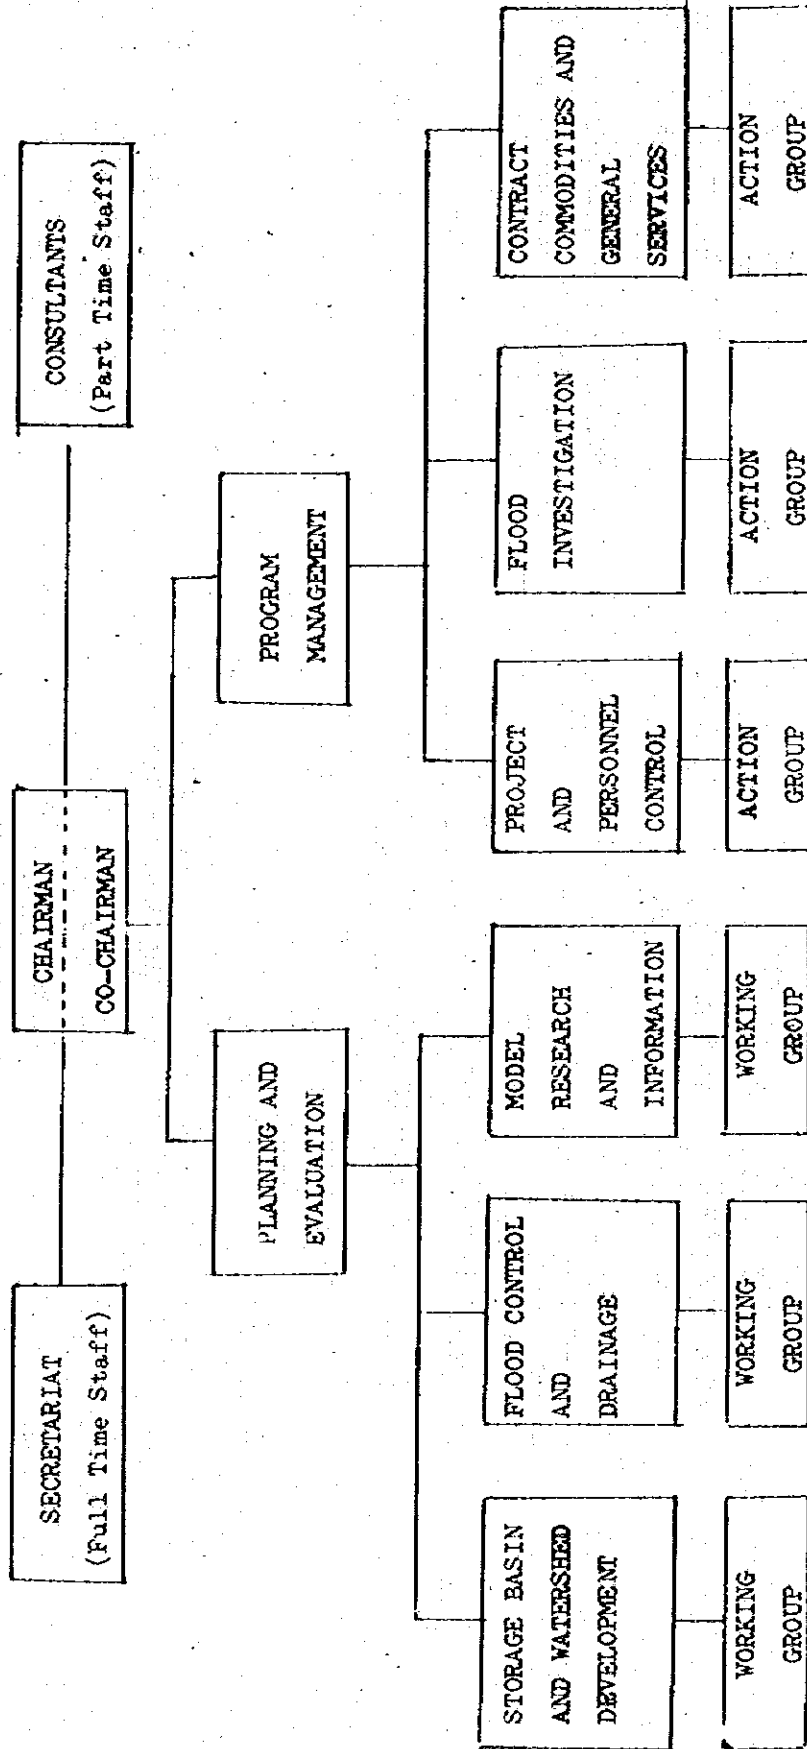 SECRETARIAT
(Full Time Staff)
CHAIRMAN
CO-CHAIRMAN
CONSULTANTS
(Part Time Staff)
PLANNING AND
EVALUATION
PROGRAM
MANAGEMENT
STORAGE BASIN
AND WATERSHED
DEVELOPMENT
FLOOD CONTROL
AND
DRAINAGE
MODEL
RESEARCH
AND
INFORMATION
PROJECT
AND
PERSONNEL
CONTROL
FLOOD
INVESTIGATION
CONTRACT
COMMODITIES AND
GENERAL
SERVICES
WORKING
GROUP
WORKING
GROUP
WORKING
GROUP
ACTION
GROUP
ACTION
GROUP
ACTION
GROUP